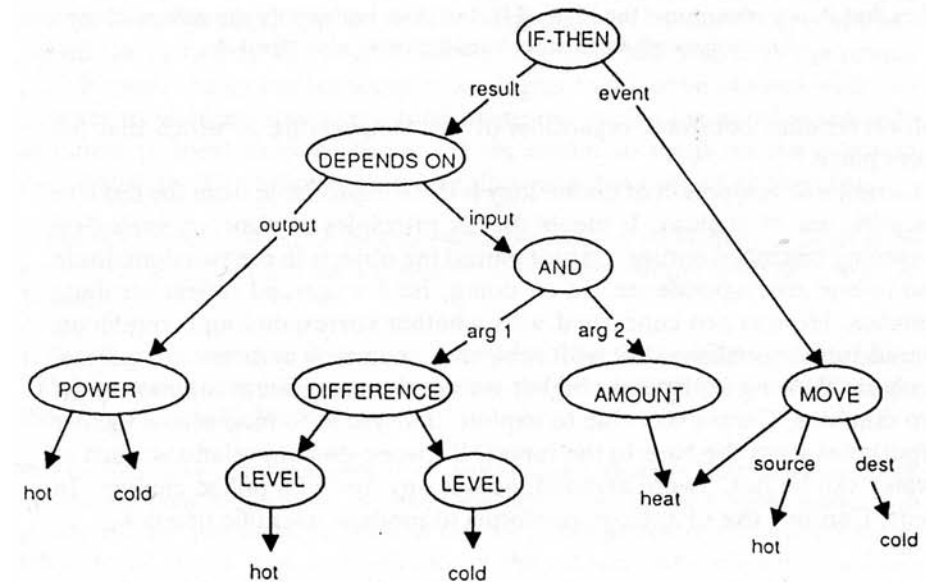 IF-THEN
result
event
DEPENDS ON
output
input
AND
arg 1
arg 2
POWER
DIFFERENCE
AMOUNT
MOVE
source
dest
hot
cold
LEVEL
LEVEL
heat
hot
cold
hot
cold